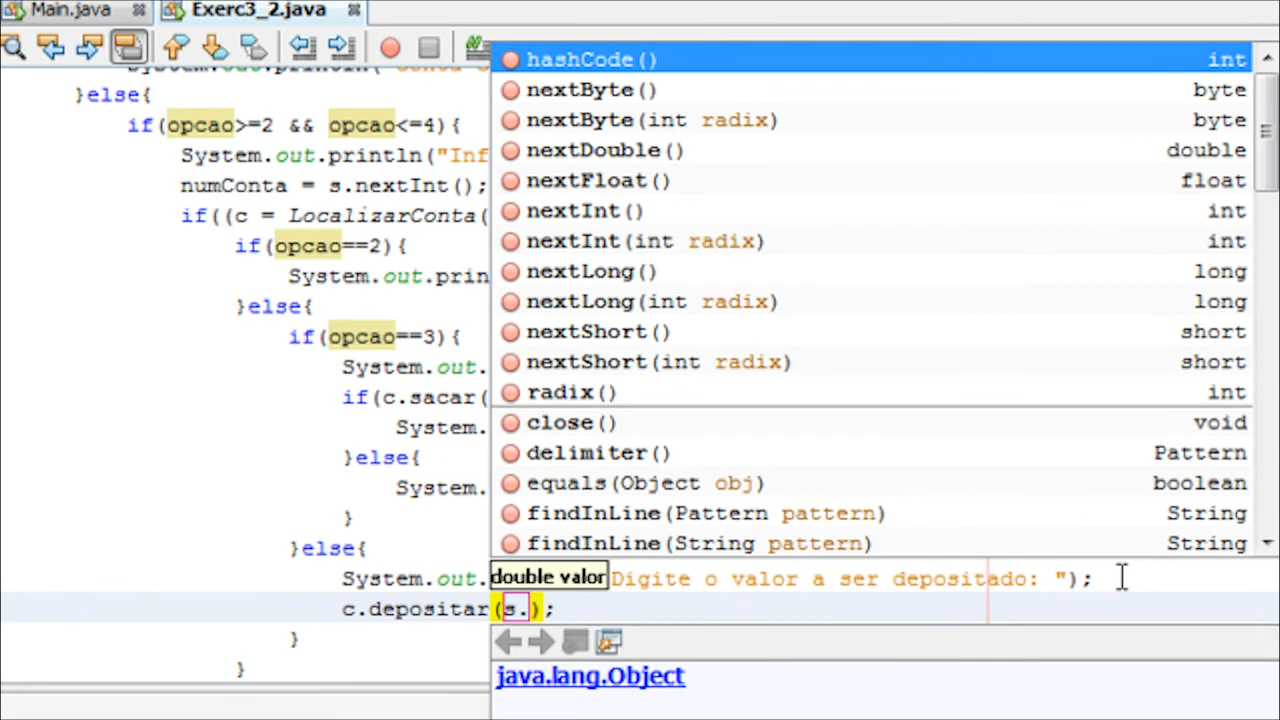 Main.java Exerc3_2.java
}else{
if(opcao>=2 && opcao<=4){
System.out.println("Inf
numConta = s.nextInt();
if((c = LocalizarConta(
if(opcao==2){
System.out.prin
}else{
if(opcao==3){
System.out.
if(c.sacar(
System.
}else{
System.
}
}else{
System.out. Digite o valor a ser depositado: ");
c.depositar(s.);
}
}
hashCode() int
nextByte() byte
nextByte(int radix) byte
nextDouble() double
nextFloat() float
nextInt() int
nextInt(int radix) int
nextLong() long
nextLong(int radix) long
nextShort() short
nextShort(int radix) short
radix() int
close() void
delimiter() Pattern
equals(Object obj) boolean
findInLine(Pattern pattern) String
findInLine(String pattern) String
double valor
java.lang.Object